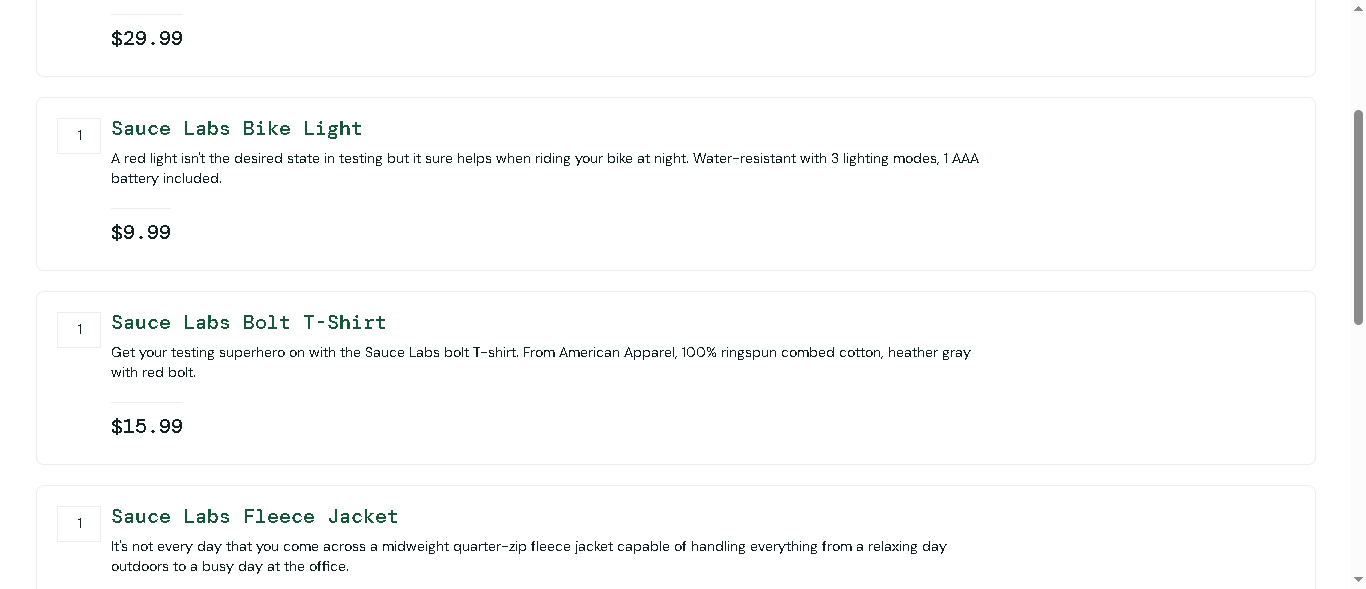 $29.99
1
Sauce Labs Bike Light
A red light isn't the desired state in testing but it sure helps when riding your bike at night. Water-resistant with 3 lighting modes, 1 AAA
battery included.
$9.99
1
Sauce Labs Bolt T-Shirt
Get your testing superhero on with the Sauce Labs bolt T-shirt. From American Apparel, 100% ringspun combed cotton, heather gray
with red bolt.
$15.99
1
Sauce Labs Fleece Jacket
It's not every day that you come across a midweight quarter-zip fleece jacket capable of handling everything from a relaxing day
outdoors to a busy day at the office.